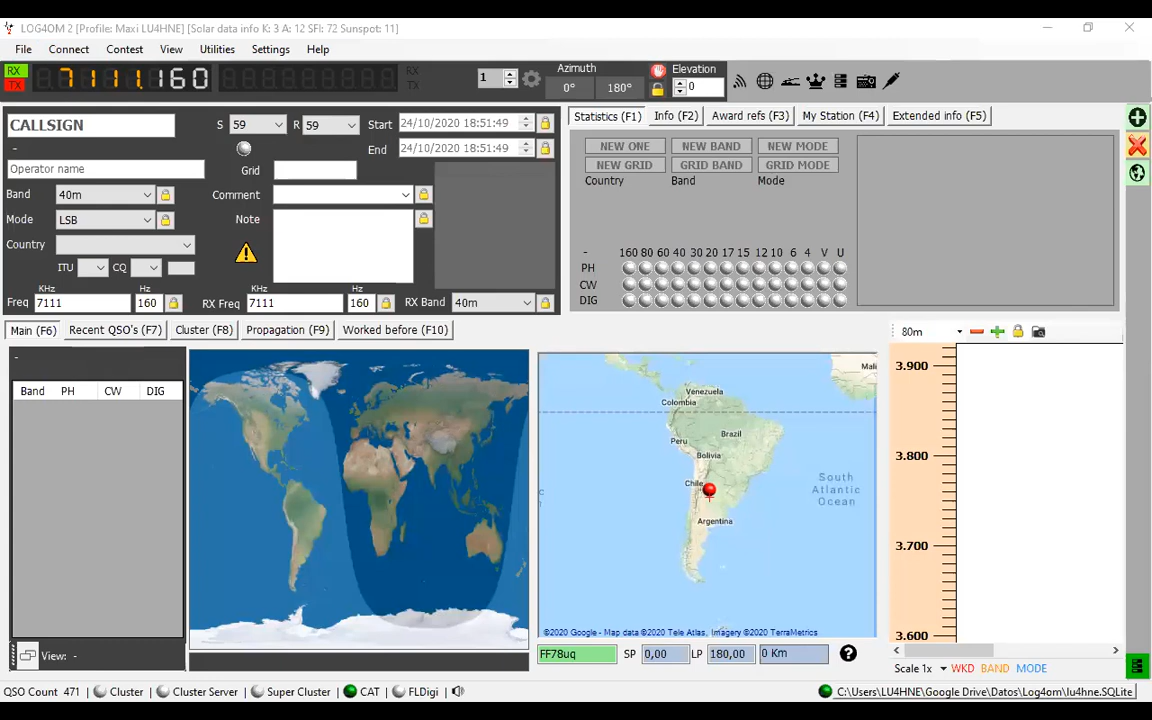 LOG4OM 2 [Profile: Maxi LU4HNE] [Solar data info K: 3 A: 12 SFI: 72 Sunspot: 11]
File Connect Contest View Utilities Settings Help
RX 7111.160 RX 1 Azimuth Elevation
TX TX 0° 180° 0
CALLSIGN S 59 R 59 Start 24/10/2020 18:51:49
- End 24/10/2020 18:51:49
Operator name Grid
Band 40m Comment
Mode LSB Note
Country
ITU CQ
KHz Hz KHz Hz
Freq 7111 160 RX Freq 7111 160 RX Band 40m
Statistics (F1) Info (F2) Award refs (F3) My Station (F4) Extended info (F5)
NEW ONE NEW BAND NEW MODE
NEW GRID GRID BAND GRID MODE
Country Band Mode
- 160 80 60 40 30 20 17 15 12 10 6 4 V U
PH
CW
DIG
Main (F6) Recent QSO's (F7) Cluster (F8) Propagation (F9) Worked before (F10)
-
Band PH CW DIG
View: -
Mali
Venezuela
Colombia
Brazil
Peru
Bolivia
Chile
South
Atlantic
Ocean
Argentina
©2020 Google - Map data ©2020 Tele Atlas, Imagery ©2020 TerraMetrics
FF78uq SP 0,00 LP 180,00 0 Km
80m
3.900
3.800
3.700
3.600
Scale 1x WKD BAND MODE
QSO Count 471 Cluster Cluster Server Super Cluster CAT FLDigi C:\Users\LU4HNE\Google Drive\Datos\Log4om\lu4hne.SQLite